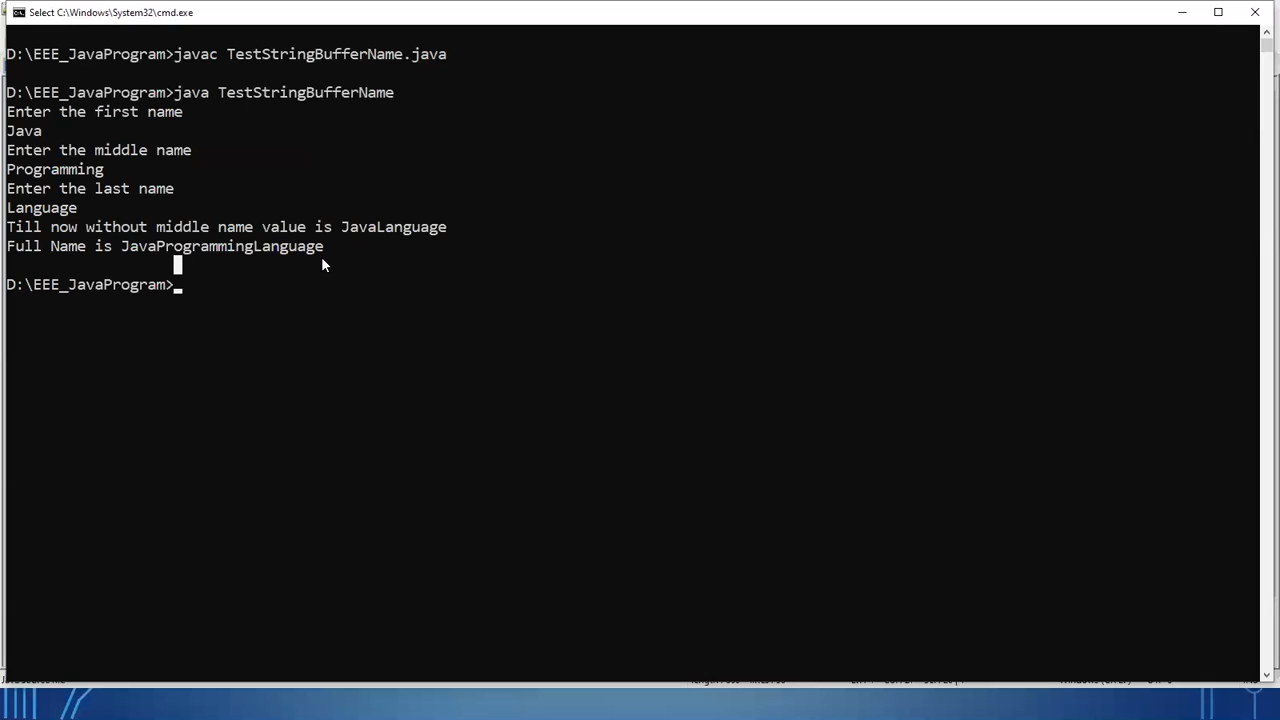 Select C:\Windows\System32\cmd.exe
D:\EEE_JavaProgram>javac TestStringBufferName.java
D:\EEE_JavaProgram>java TestStringBufferName
Enter the first name
Java
Enter the middle name
Programming
Enter the last name
Language
Till now without middle name value is JavaLanguage
Full Name is JavaProgrammingLanguage
D:\EEE_JavaProgram>